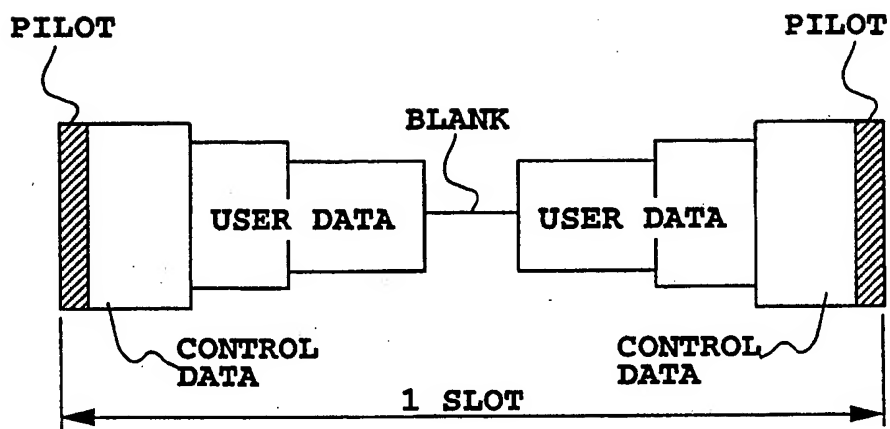 PILOT
PILOT
BLANK
USER DATA
USER DATA
CONTROL
DATA
CONTROL
DATA
1 SLOT